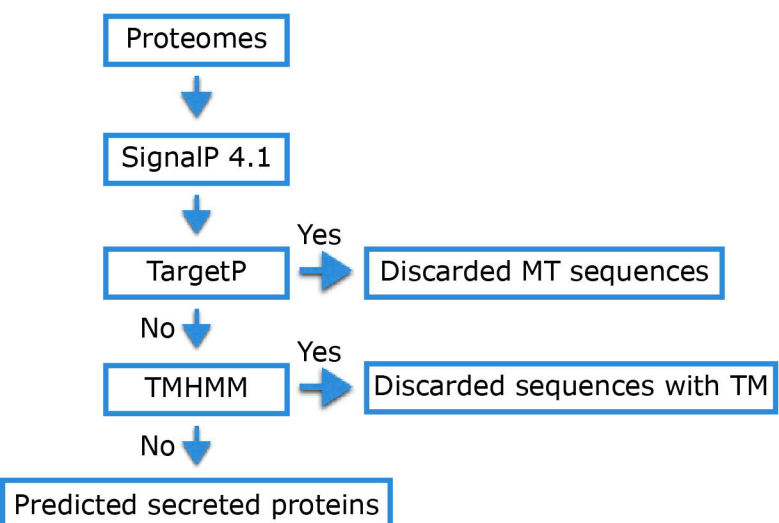 Proteomes
SignalP 4.1
Yes
TargetP
Discarded MT sequences
No
Yes
TMHMM
Discarded sequences with TM
No
Predicted secreted proteins